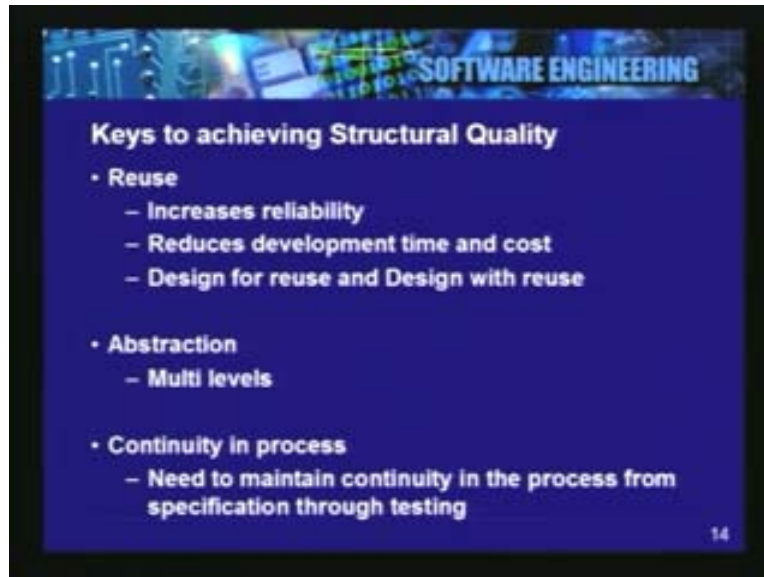 SOFTWARE ENGINEERING
Keys to achieving Structural Quality
• Reuse
– Increases reliability
– Reduces development time and cost
– Design for reuse and Design with reuse
• Abstraction
– Multi levels
• Continuity in process
– Need to maintain continuity in the process from
specification through testing
14